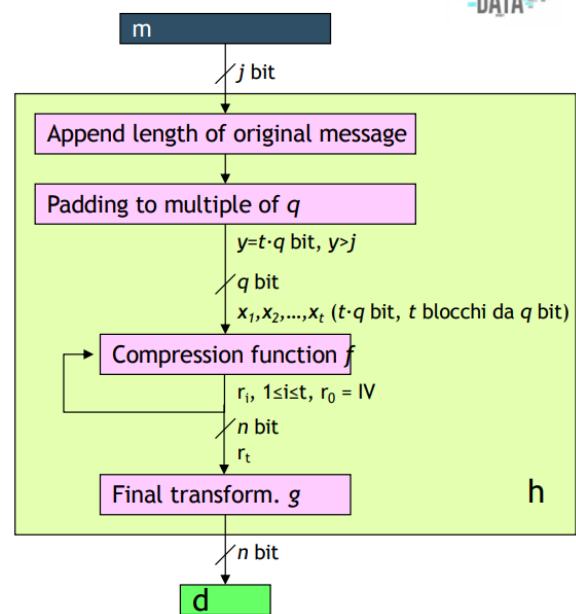 DATA
m
j bit
Append length of original message
Padding to multiple of q
y=t·q bit, y>j
q bit
x₁,x₂,...,xₜ (t·q bit, t blocchi da q bit)
Compression function f
rᵢ, 1≤i≤t, r₀ = IV
n bit
rₜ
Final transform. g
h
n bit
d